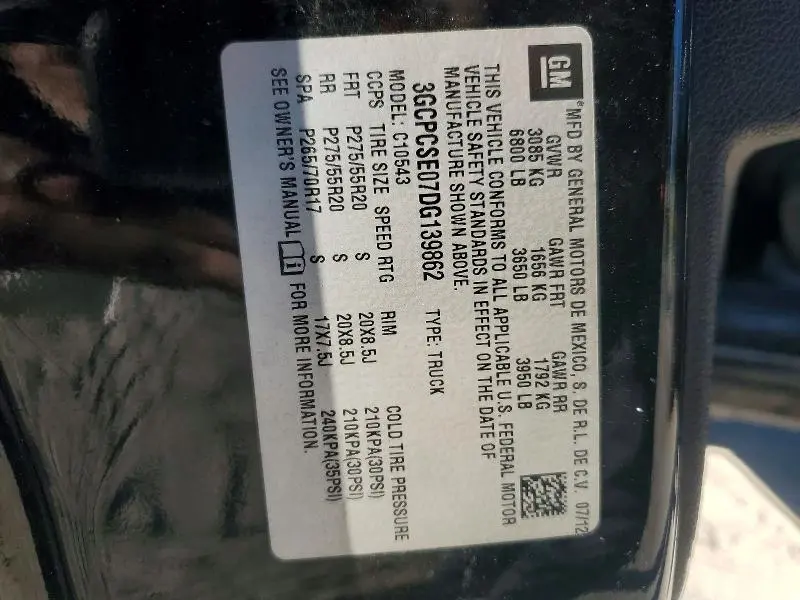 GM ®MFD BY GENERAL MOTORS DE MEXICO, S. DE R.L. DE C.V. 07/12
GVWR GAWR FRT GAWR RR
3085 KG 1656 KG 1792 KG
6800 LB 3650 LB 3950 LB
THIS VEHICLE CONFORMS TO ALL APPLICABLE U.S. FEDERAL MOTOR
VEHICLE SAFETY STANDARDS IN EFFECT ON THE DATE OF
MANUFACTURE SHOWN ABOVE.
3GCPCSE07DG139862 TYPE: TRUCK
MODEL: C10543
CCPS TIRE SIZE SPEED RTG RIM COLD TIRE PRESSURE
FRT P275/55R20 S 20X8.5J 210KPA(30PSI)
RR P275/55R20 S 20X8.5J 210KPA(30PSI)
SPA P265/70R17 S 17X7.5J 240KPA(35PSI)
SEE OWNER'S MANUAL i FOR MORE INFORMATION.